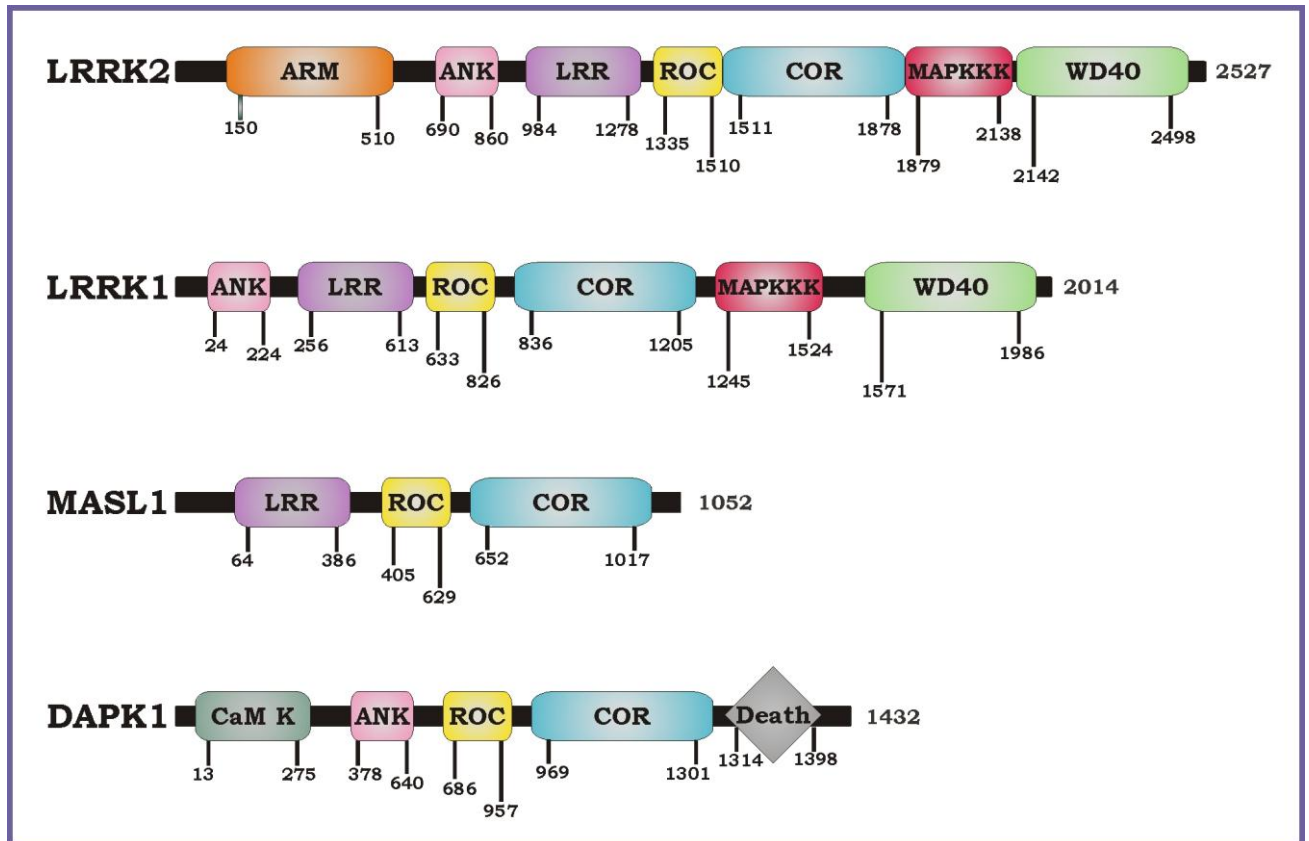 LRRK2 ARM ANK LRR ROC COR MAPKKK WD40 2527
150 510 690 860 984 1278 1335 1510 1511 1878 1879 2138 2142 2498
LRRK1 ANK LRR ROC COR MAPKKK WD40 2014
24 224 256 613 633 826 836 1205 1245 1524 1571 1986
MASL1 LRR ROC COR 1052
64 386 405 629 652 1017
DAPK1 CaM K ANK ROC COR Death 1432
13 275 378 640 686 957 969 1301 1314 1398